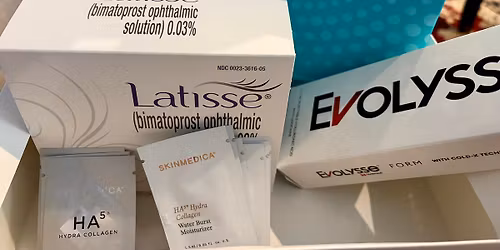 (bimatoprost ophthalmic
solution) 0.03%
NDC 0023-3616-05
LATISSE®
(bimatoprost ophthalmic
EVOLYSS
EVOLYSSE FORM WITH COLD-X TECH
HA5
HYDRA COLLAGEN
SKINMEDICA®
HA5® Hydra
Collagen
Water Burst
Moisturizer